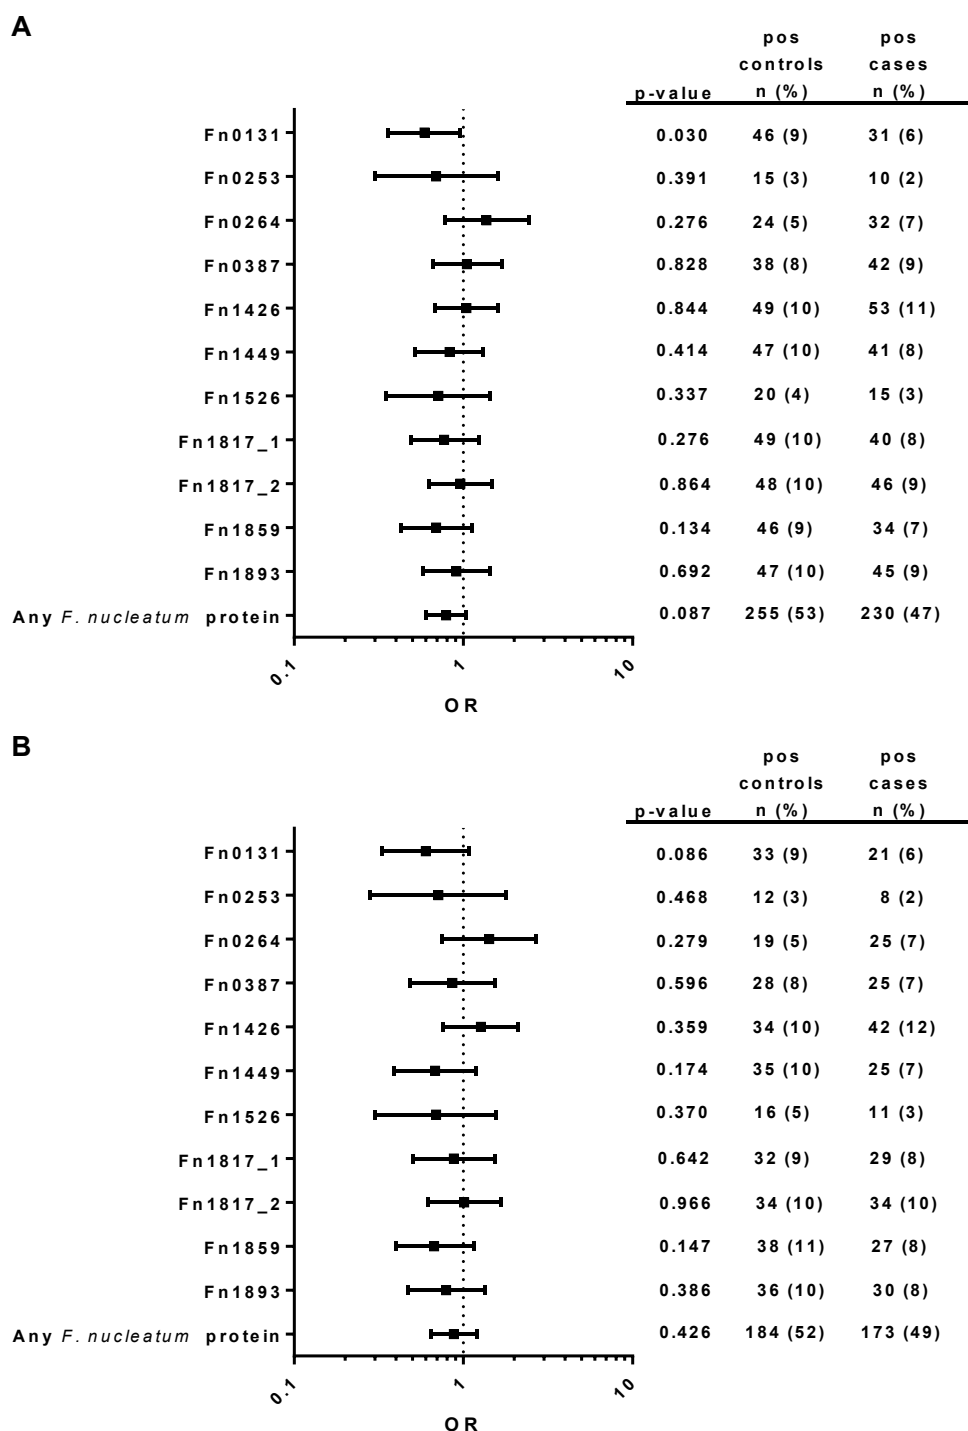 A
pos pos
controls cases
p-value n (%) n (%)
Fn0131 0.030 46 (9) 31 (6)
Fn0253 0.391 15 (3) 10 (2)
Fn0264 0.276 24 (5) 32 (7)
Fn0387 0.828 38 (8) 42 (9)
Fn1426 0.844 49 (10) 53 (11)
Fn1449 0.414 47 (10) 41 (8)
Fn1526 0.337 20 (4) 15 (3)
Fn1817_1 0.276 49 (10) 40 (8)
Fn1817_2 0.864 48 (10) 46 (9)
Fn1859 0.134 46 (9) 34 (7)
Fn1893 0.692 47 (10) 45 (9)
Any F. nucleatum protein 0.087 255 (53) 230 (47)
0.1 1 10
OR
B
pos pos
controls cases
p-value n (%) n (%)
Fn0131 0.086 33 (9) 21 (6)
Fn0253 0.468 12 (3) 8 (2)
Fn0264 0.279 19 (5) 25 (7)
Fn0387 0.596 28 (8) 25 (7)
Fn1426 0.359 34 (10) 42 (12)
Fn1449 0.174 35 (10) 25 (7)
Fn1526 0.370 16 (5) 11 (3)
Fn1817_1 0.642 32 (9) 29 (8)
Fn1817_2 0.966 34 (10) 34 (10)
Fn1859 0.147 38 (11) 27 (8)
Fn1893 0.386 36 (10) 30 (8)
Any F. nucleatum protein 0.426 184 (52) 173 (49)
0.1 1 10
OR